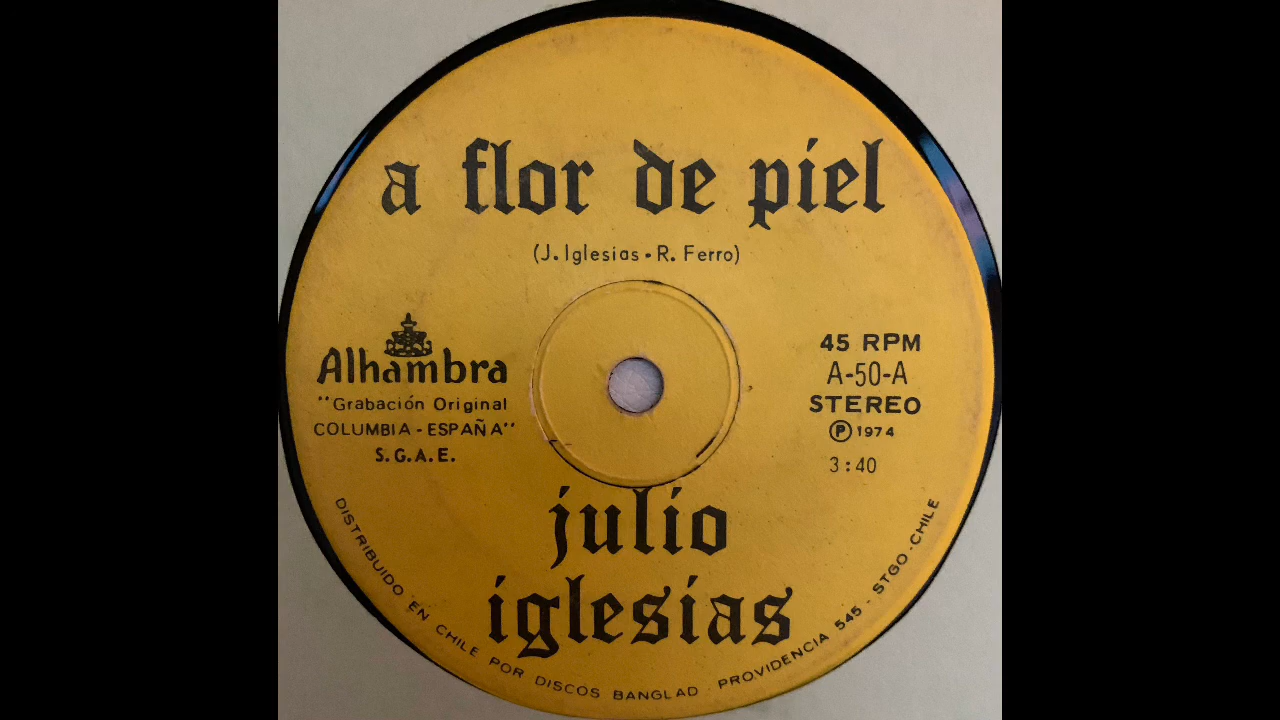 a flor de piel
(J. Iglesias - R. Ferro)
Alhambra
"Grabación Original
COLUMBIA - ESPAÑA"
S.G.A.E.
45 RPM
A-50-A
STEREO
Ⓟ 1974
3:40
julio
iglesias
DISTRIBUIDO EN CHILE POR DISCOS BANGLAD PROVIDENCIA 545 - STGO.-CHILE